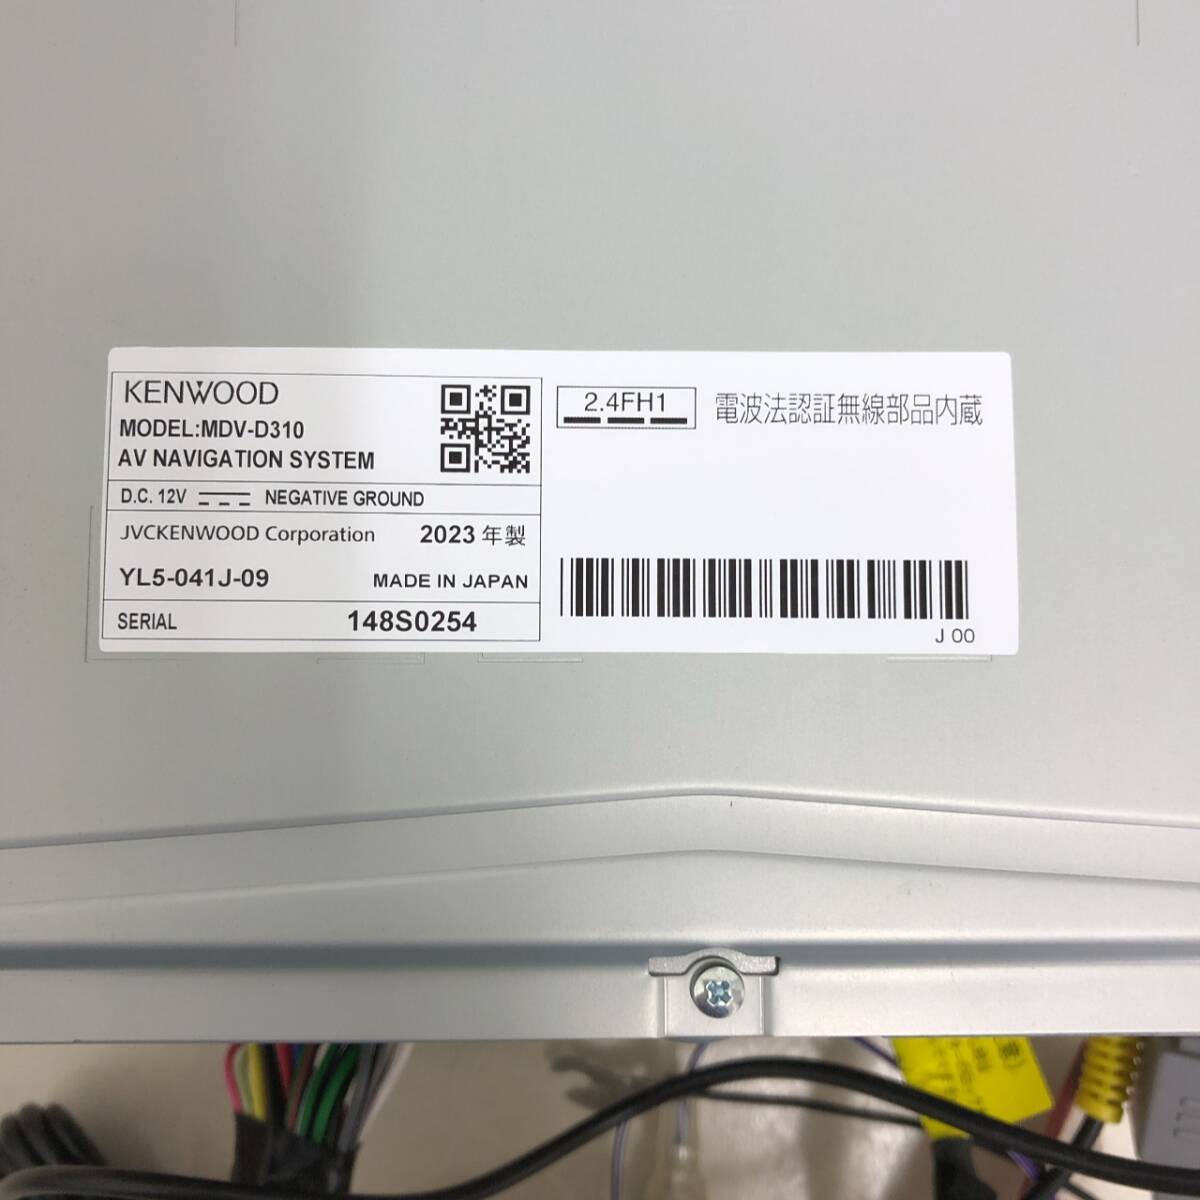 KENWOOD
MODEL:MDV-D310
AV NAVIGATION SYSTEM
D.C. 12V NEGATIVE GROUND
JVCKENWOOD Corporation 2023 年製
YL5-041J-09 MADE IN JAPAN
SERIAL 148S0254
2.4FH1 電波法認証無線部品内蔵
J 00